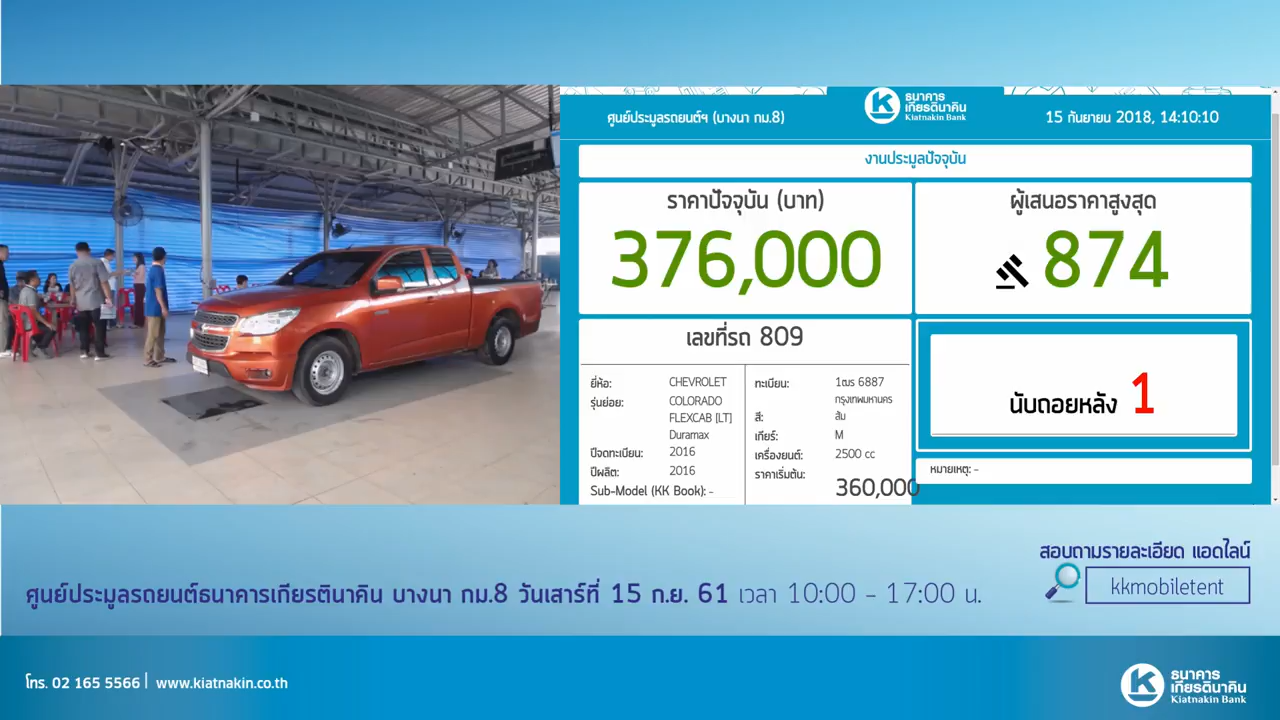 ศูนย์ประมูลรถยนต์ฯ (บางนา กม.8)
ธนาคาร
เกียรตินาคิน
Kiatnakin Bank
15 กันยายน 2018, 14:10:10
งานประมูลปัจจุบัน
ราคาปัจจุบัน (บาท)
376,000
ผู้เสนอราคาสูงสุด
874
เลขที่รถ 809
ยี่ห้อ: CHEVROLET
รุ่นย่อย: COLORADO
FLEXCAB [LT]
Duramax
ปีจดทะเบียน: 2016
ปีผลิต: 2016
Sub-Model (KK Book): -
ทะเบียน: 1ฒร 6887
กรุงเทพมหานคร
สี: ส้ม
เกียร์: M
เครื่องยนต์: 2500 cc
ราคาเริ่มต้น: 360,000
นับถอยหลัง 1
หมายเหตุ: -
สอบถามรายละเอียด แอดไลน์
kkmobiletent
ศูนย์ประมูลรถยนต์ธนาคารเกียรตินาคิน บางนา กม.8 วันเสาร์ที่ 15 ก.ย. 61 เวลา 10:00 - 17:00 น.
โทร. 02 165 5566 | www.kiatnakin.co.th
ธนาคาร
เกียรตินาคิน
Kiatnakin Bank